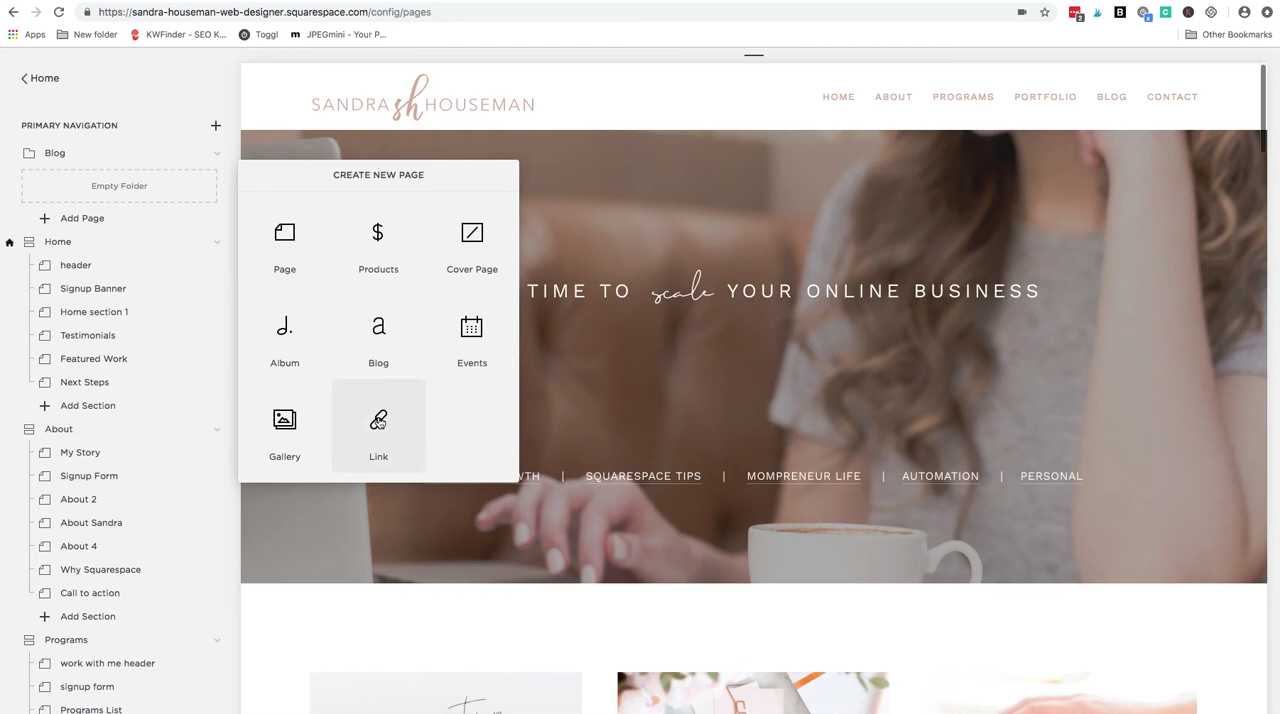 https://sandra-houseman-web-designer.squarespace.com/config/pages
Apps
New folder
KWFinder - SEO K...
Toggl
JPEGmini - Your P...
Other Bookmarks
Home
PRIMARY NAVIGATION
Blog
Empty Folder
Add Page
Home
header
Signup Banner
Home section 1
Testimonials
Featured Work
Next Steps
Add Section
About
My Story
Signup Form
About 2
About Sandra
About 4
Why Squarespace
Call to action
Add Section
Programs
work with me header
signup form
Programs List
CREATE NEW PAGE
Page
Products
Cover Page
Album
Blog
Events
Gallery
Link
SANDRA sh HOUSEMAN
HOME ABOUT PROGRAMS PORTFOLIO BLOG CONTACT
TIME TO scale YOUR ONLINE BUSINESS
WTH | SQUARESPACE TIPS | MOMPRENEUR LIFE | AUTOMATION | PERSONAL